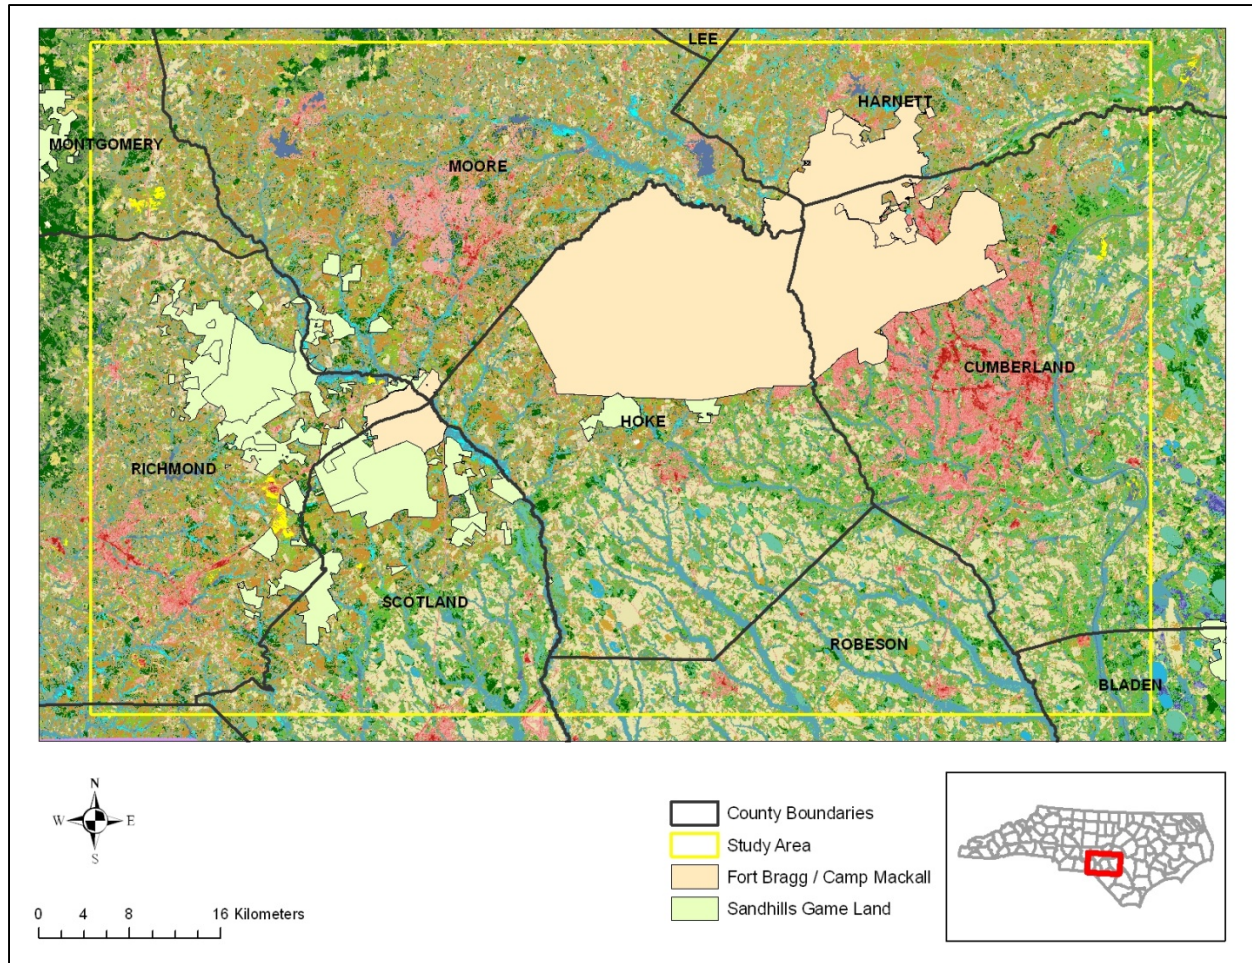 LEE
HARNETT
MONTGOMERY
MOORE
CUMBERLAND
HOKE
RICHMOND
SCOTLAND
ROBESON
BLADEN
N
W E
S
0 4 8 16 Kilometers
County Boundaries
Study Area
Fort Bragg / Camp Mackall
Sandhills Game Land